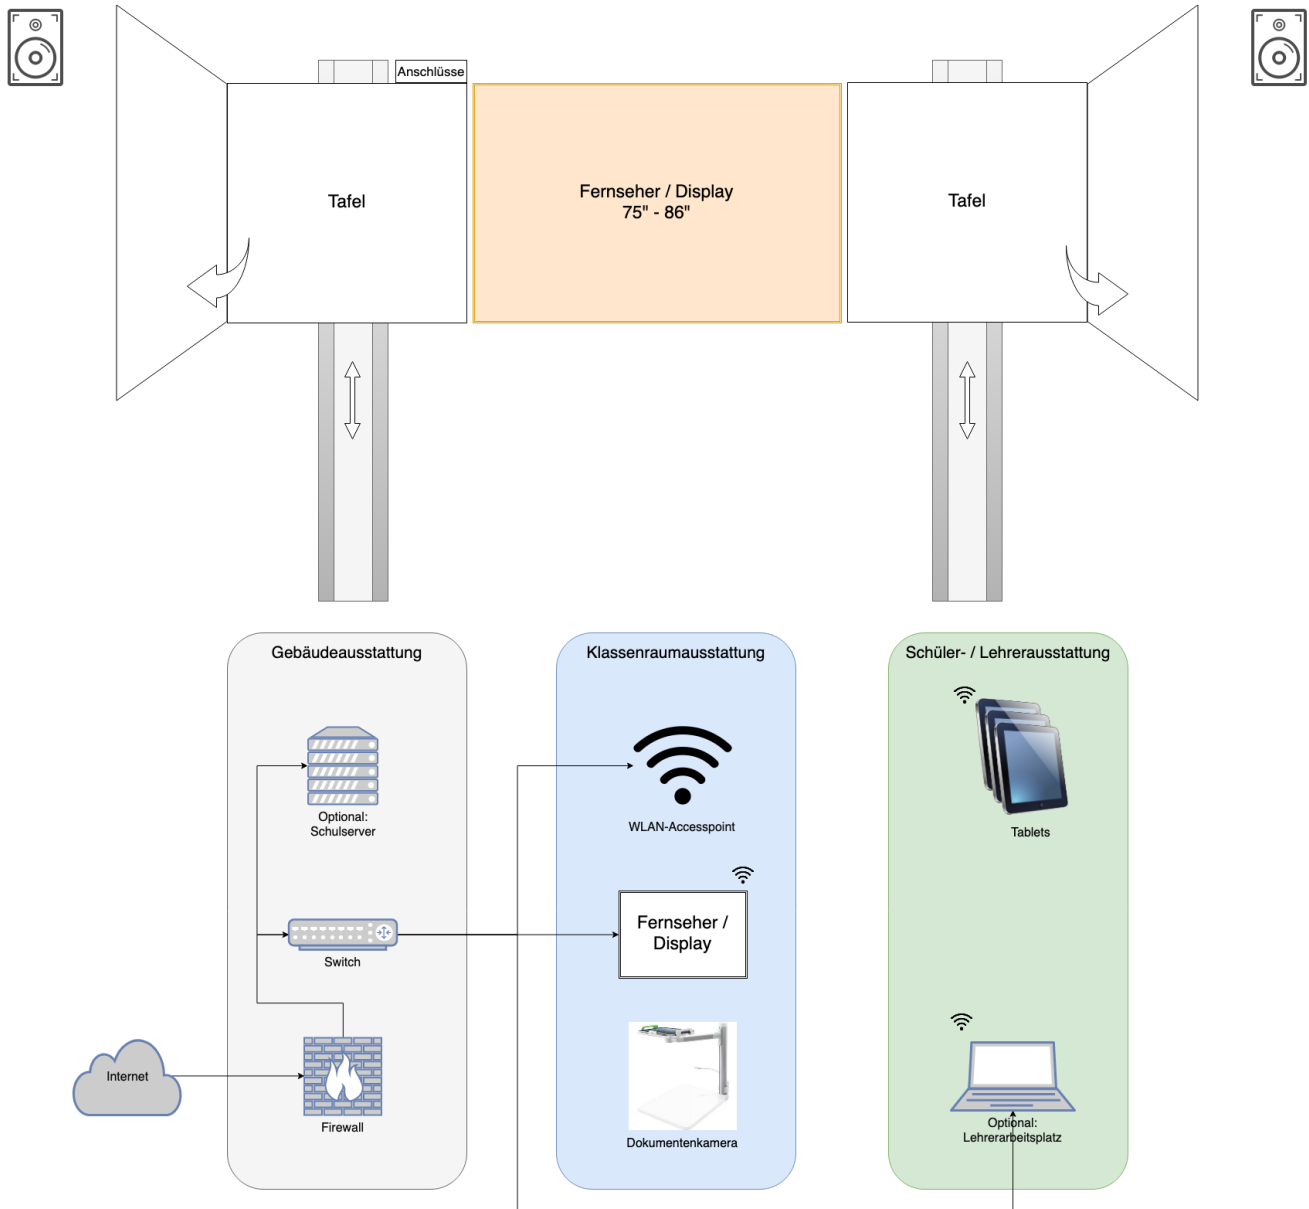 Anschlüsse
Tafel
Fernseher / Display
75" - 86"
Tafel
Gebäudeausstattung
Optional:
Schulserver
Switch
Internet
Firewall
Klassenraumausstattung
WLAN-Accesspoint
Fernseher /
Display
Dokumentenkamera
Schüler- / Lehrerausstattung
Tablets
Optional:
Lehrerarbeitsplatz